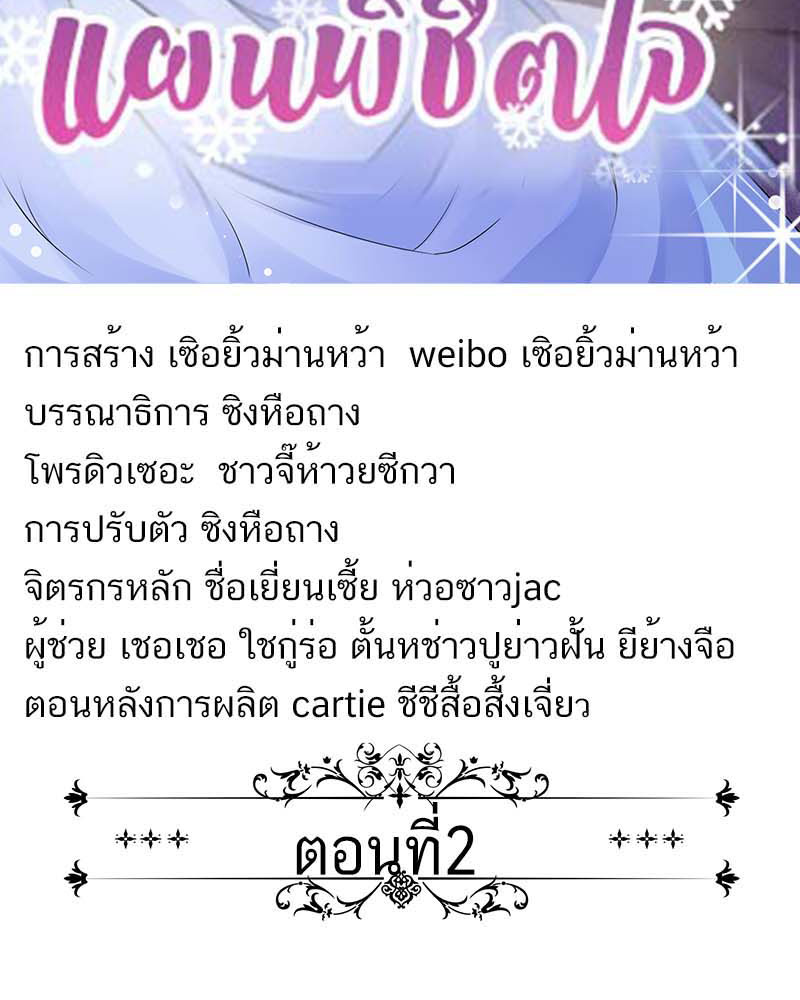 แผนพิชิตใจ
การสร้าง เซิอยิ้วม่านหว้า weibo เซิอยิ้วม่านหว้า
บรรณาธิการ ซิงหือถาง
โพรดิวเซอะ ชาวจี๊ห้าวยซีกวา
การปรับตัว ซิงหือถาง
จิตรกรหลัก ชื่อเยี่ยนเซี้ย ห่วอซาวjac
ผู้ช่วย เชอเชอ ใชกู่ร่อ ตั้นหช่าวปูย่าวฝั้น ยีย้างจือ
ตอนหลังการผลิต cartie ชีชีสื้อสื้งเจี่ยว
ตอนที่2